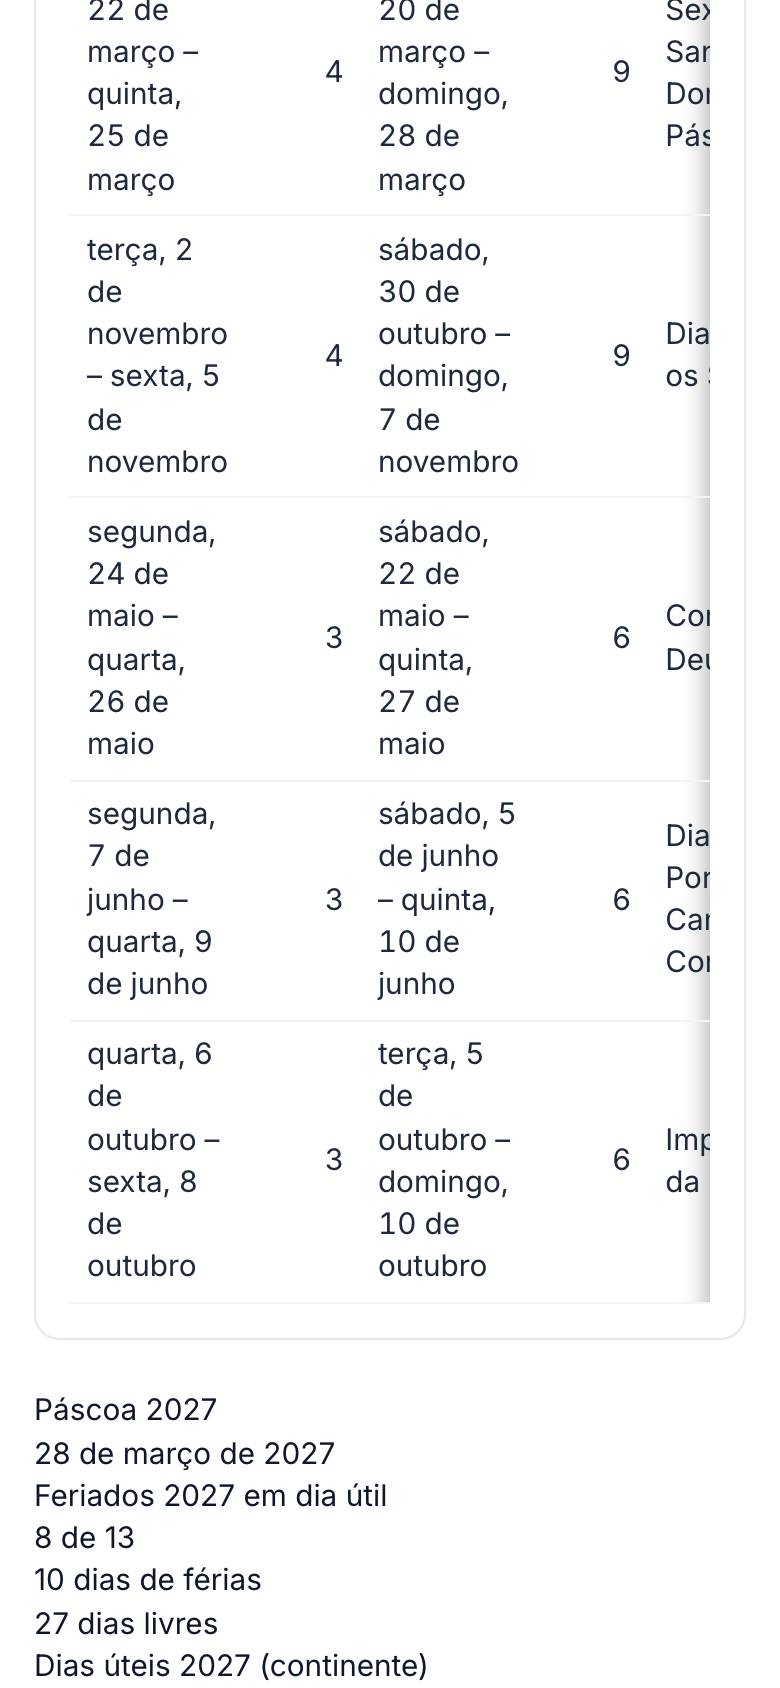 22 de
março –
quinta,
25 de
março
4
20 de
março –
domingo,
28 de
março
9
terça, 2
de
novembro
– sexta, 5
de
novembro
4
sábado,
30 de
outubro –
domingo,
7 de
novembro
9
Dia
os
segunda,
24 de
maio –
quarta,
26 de
maio
3
sábado,
22 de
maio –
quinta,
27 de
maio
6
segunda,
7 de
junho –
quarta, 9
de junho
3
sábado, 5
de junho
– quinta,
10 de
junho
6
Dia
quarta, 6
de
outubro –
sexta, 8
de
outubro
3
terça, 5
de
outubro –
domingo,
10 de
outubro
6
da
Páscoa 2027
28 de março de 2027
Feriados 2027 em dia útil
8 de 13
10 dias de férias
27 dias livres
Dias úteis 2027 (continente)